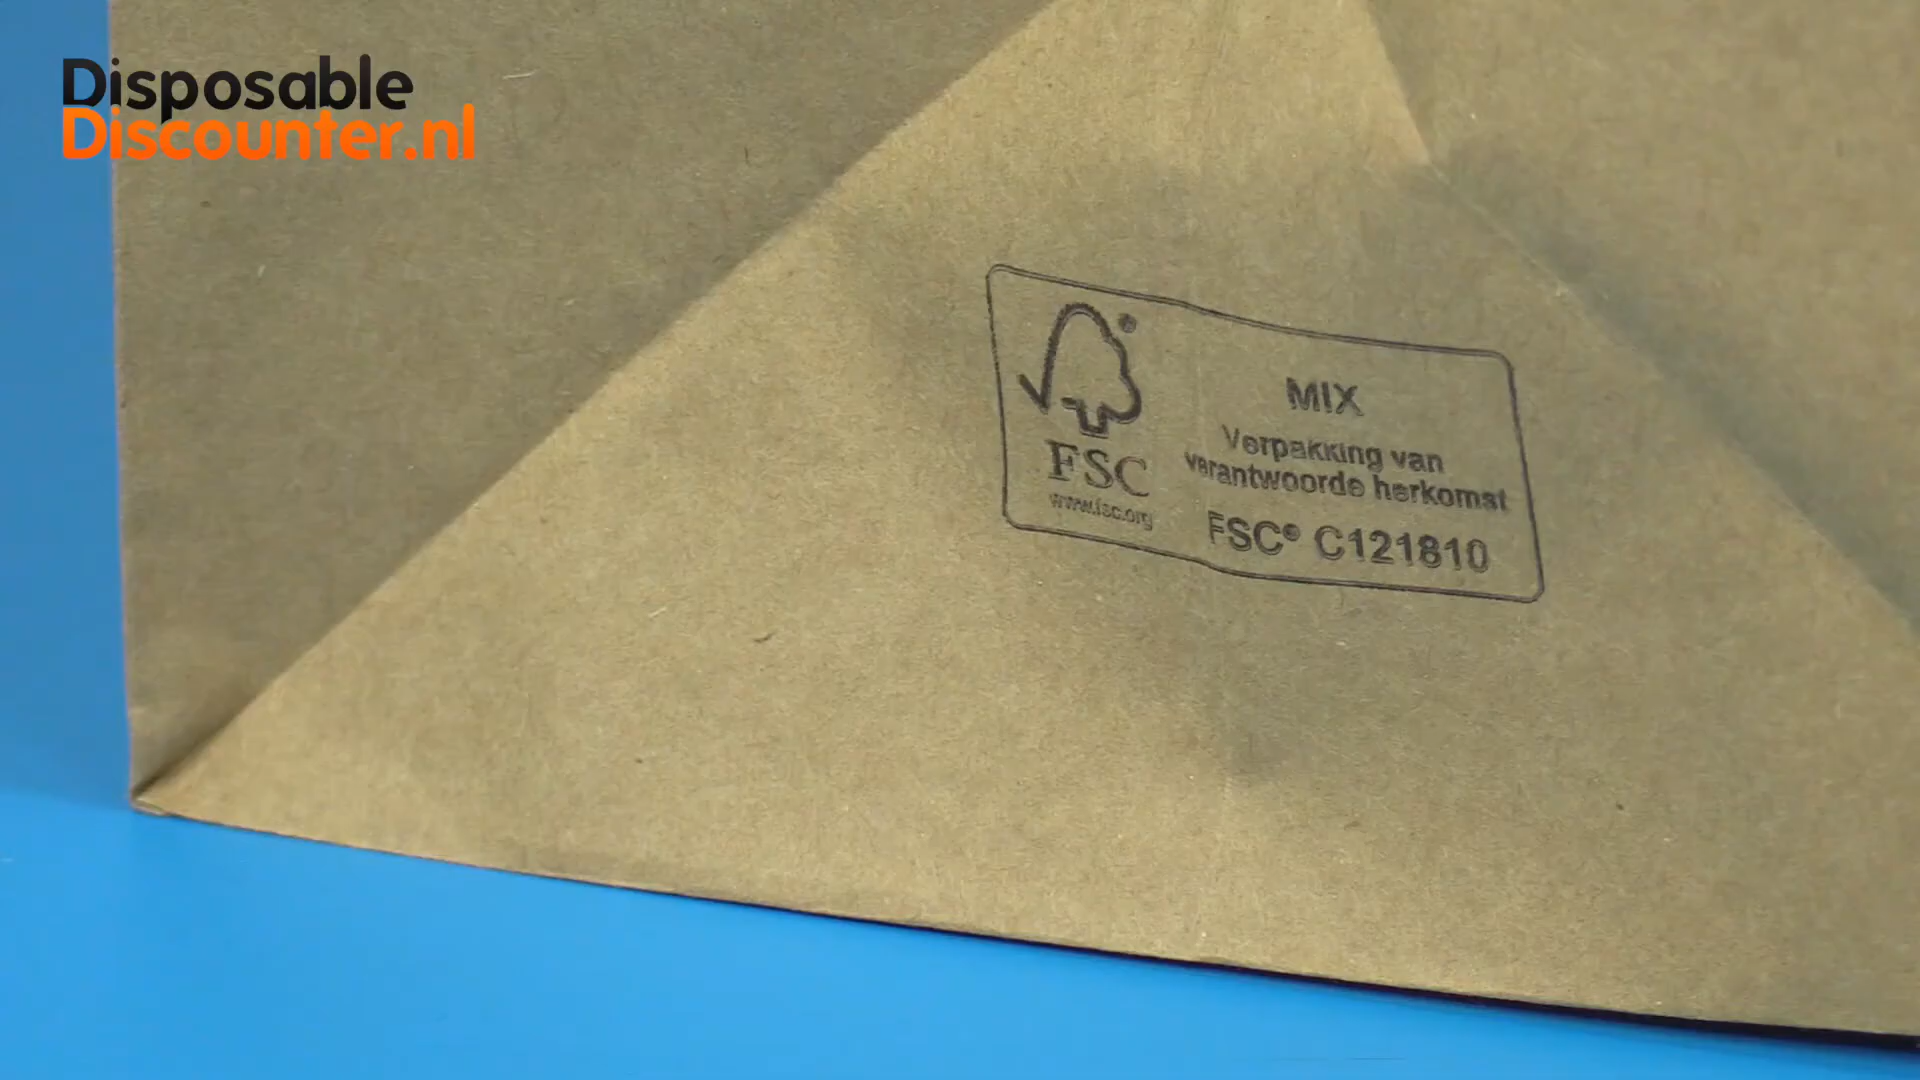 Disposable
Discounter.nl
MIX
Verpakking van
verantwoorde herkomst
FSC® C121810
®
FSC
www.fsc.org